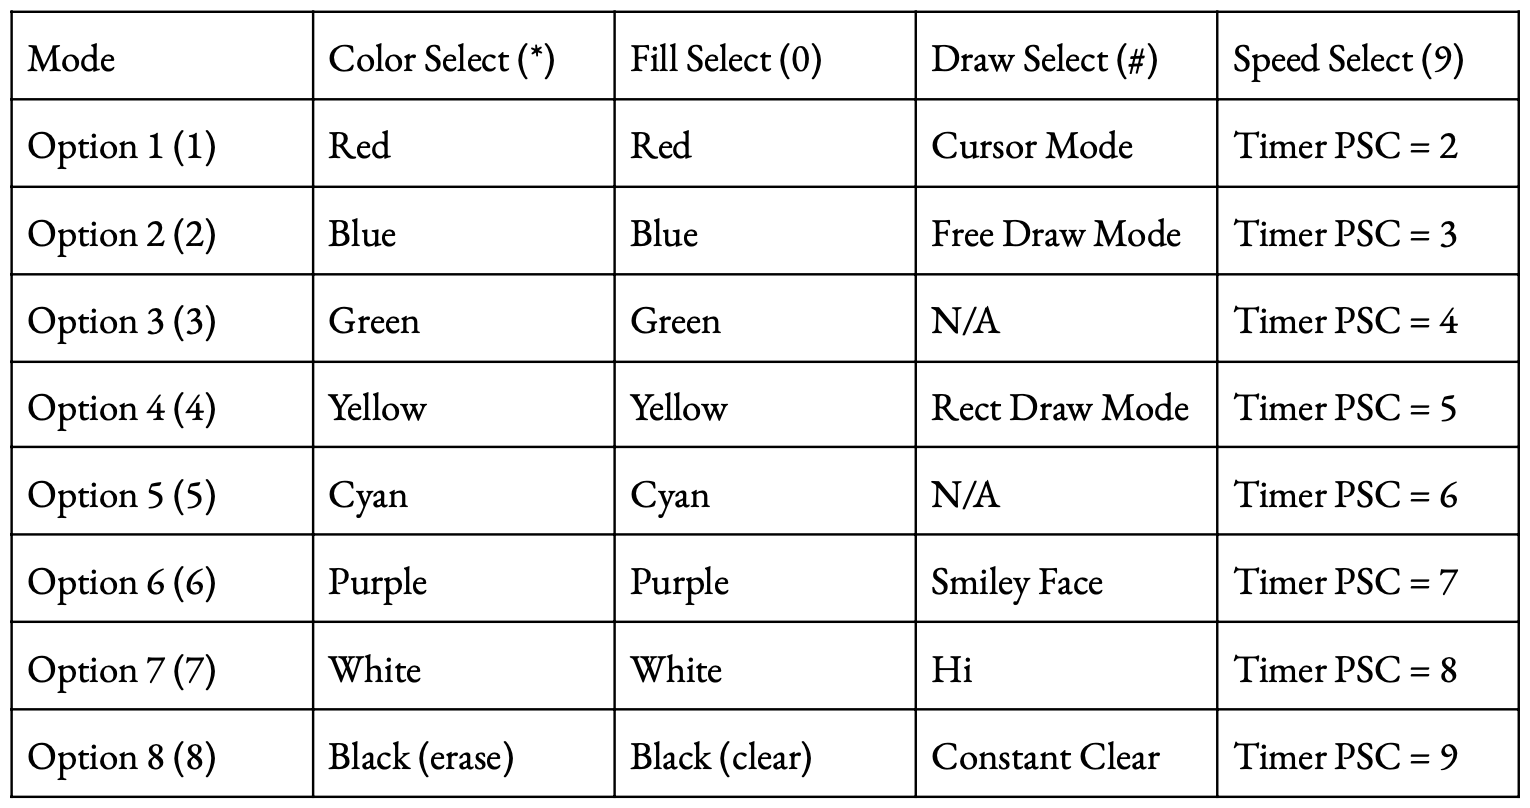 Mode Color Select (*) Fill Select (0) Draw Select (#) Speed Select (9)
Option 1 (1) Red Red Cursor Mode Timer PSC = 2
Option 2 (2) Blue Blue Free Draw Mode Timer PSC = 3
Option 3 (3) Green Green N/A Timer PSC = 4
Option 4 (4) Yellow Yellow Rect Draw Mode Timer PSC = 5
Option 5 (5) Cyan Cyan N/A Timer PSC = 6
Option 6 (6) Purple Purple Smiley Face Timer PSC = 7
Option 7 (7) White White Hi Timer PSC = 8
Option 8 (8) Black (erase) Black (clear) Constant Clear Timer PSC = 9